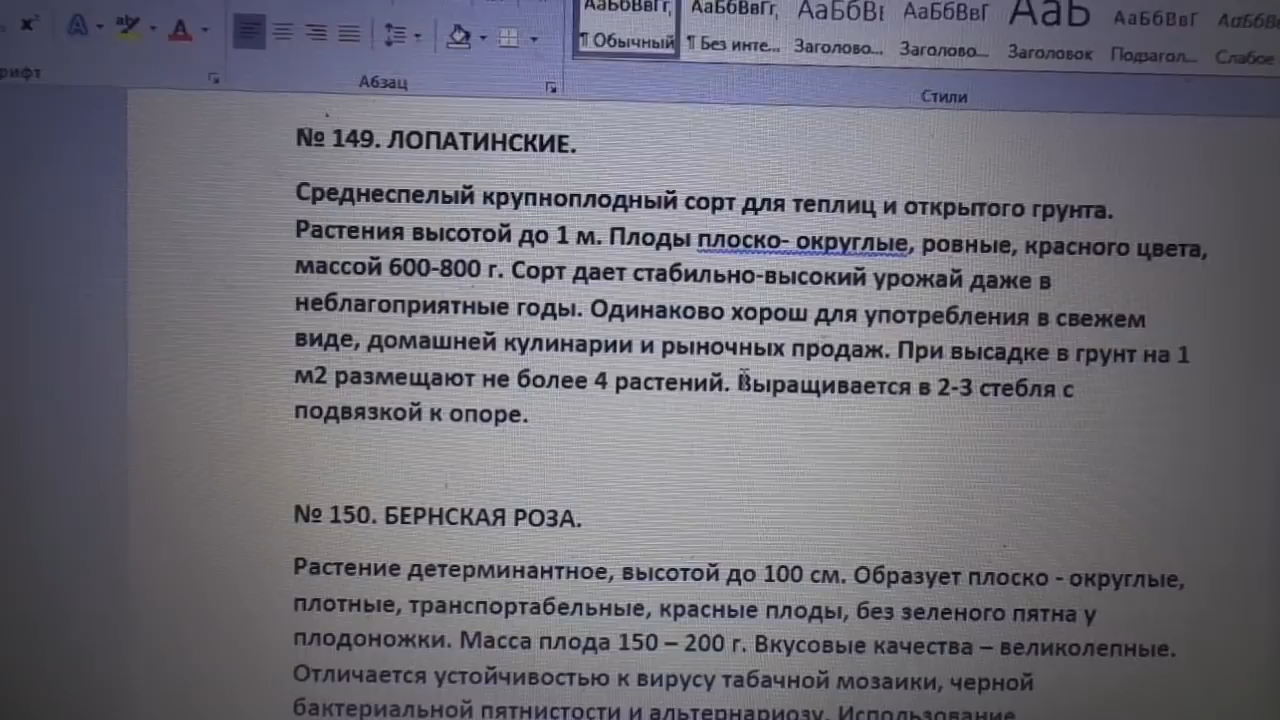 x²
A
ab
A
АаБбВвГг,
АаБбВвГг,
АаБбВı
АаБбВвГ
АаБ
АаБбВвГ
¶ Обычный
¶ Без инте...
Заголово...
Заголово...
Заголовок
Подзагол...
Слабое
рифт
Абзац
Стили
№ 149. ЛОПАТИНСКИЕ.
Среднеспелый крупноплодный сорт для теплиц и открытого грунта.
Растения высотой до 1 м. Плоды плоско- округлые, ровные, красного цвета,
массой 600-800 г. Сорт дает стабильно-высокий урожай даже в
неблагоприятные годы. Одинаково хорош для употребления в свежем
виде, домашней кулинарии и рыночных продаж. При высадке в грунт на 1
м2 размещают не более 4 растений. Выращивается в 2-3 стебля с
подвязкой к опоре.
№ 150. БЕРНСКАЯ РОЗА.
Растение детерминантное, высотой до 100 см. Образует плоско - округлые,
плотные, транспортабельные, красные плоды, без зеленого пятна у
плодоножки. Масса плода 150 – 200 г. Вкусовые качества – великолепные.
Отличается устойчивостью к вирусу табачной мозаики, черной
бактериальной пятнистости и альтернариозу. Использование